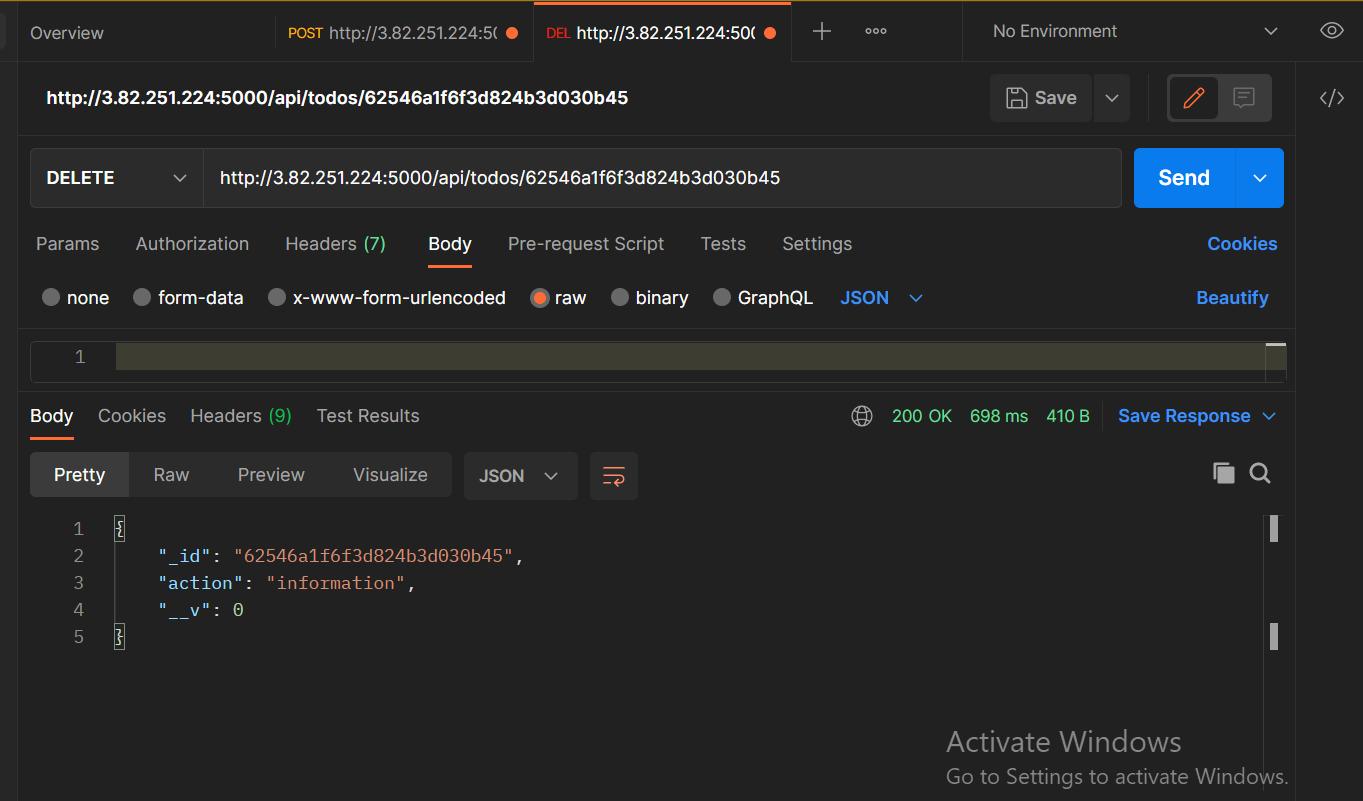 Overview
POST http://3.82.251.224:50
DEL http://3.82.251.224:500
No Environment
http://3.82.251.224:5000/api/todos/62546a1f6f3d824b3d030b45
Save
DELETE
http://3.82.251.224:5000/api/todos/62546a1f6f3d824b3d030b45
Send
Params Authorization Headers (7) Body Pre-request Script Tests Settings Cookies
none form-data x-www-form-urlencoded raw binary GraphQL JSON Beautify
1
Body Cookies Headers (9) Test Results 200 OK 698 ms 410 B Save Response
Pretty Raw Preview Visualize JSON
1 {
2 "_id": "62546a1f6f3d824b3d030b45",
3 "action": "information",
4 "__v": 0
5 }
Activate Windows
Go to Settings to activate Windows.